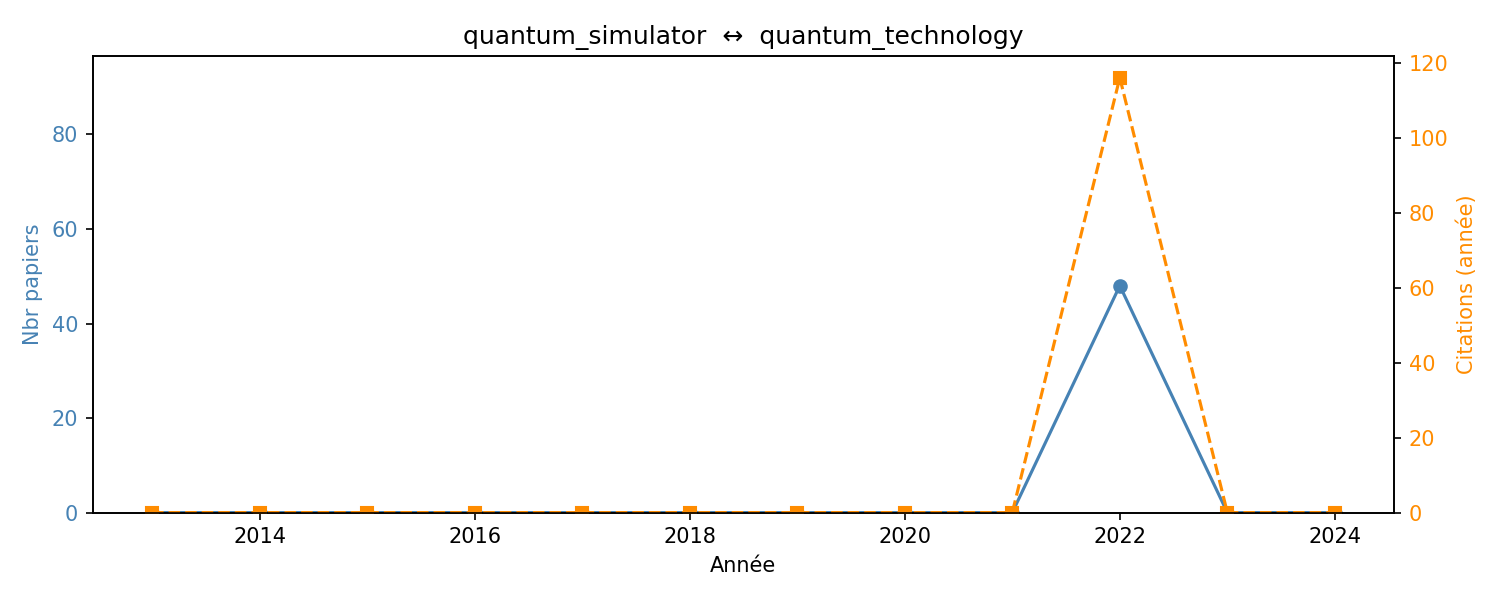 quantum_simulator ↔ quantum_technology
Nbr papiers
80
60
40
20
0
120
100
80
60
40
20
0
Citations (année)
2014 2016 2018 2020 2022 2024
Année